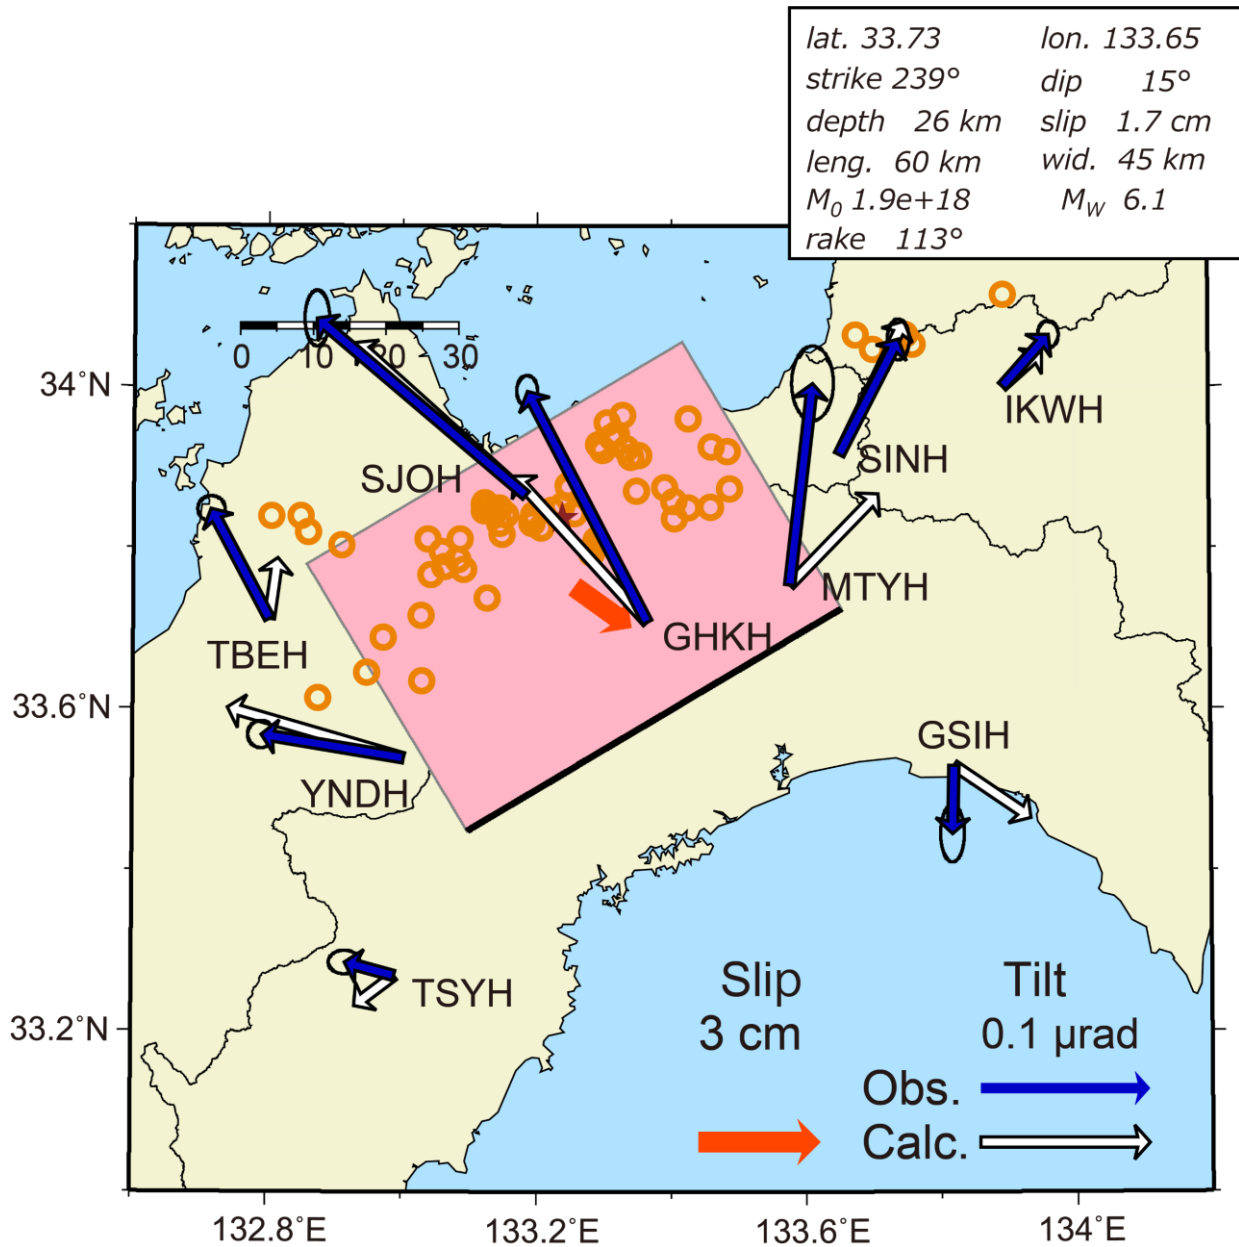 lat. 33.73 lon. 133.65
strike 239° dip 15°
depth 26 km slip 1.7 cm
leng. 60 km wid. 45 km
M0 1.9e+18 MW 6.1
rake 113°
0 10 20 30
34°N
IKWH
SINH
SJOH
MTYH
GHKH
TBEH
33.6°N
GSIH
YNDH
TSYH
33.2°N
Slip Tilt
3 cm 0.1 μrad
Obs.
Calc.
132.8°E 133.2°E 133.6°E 134°E